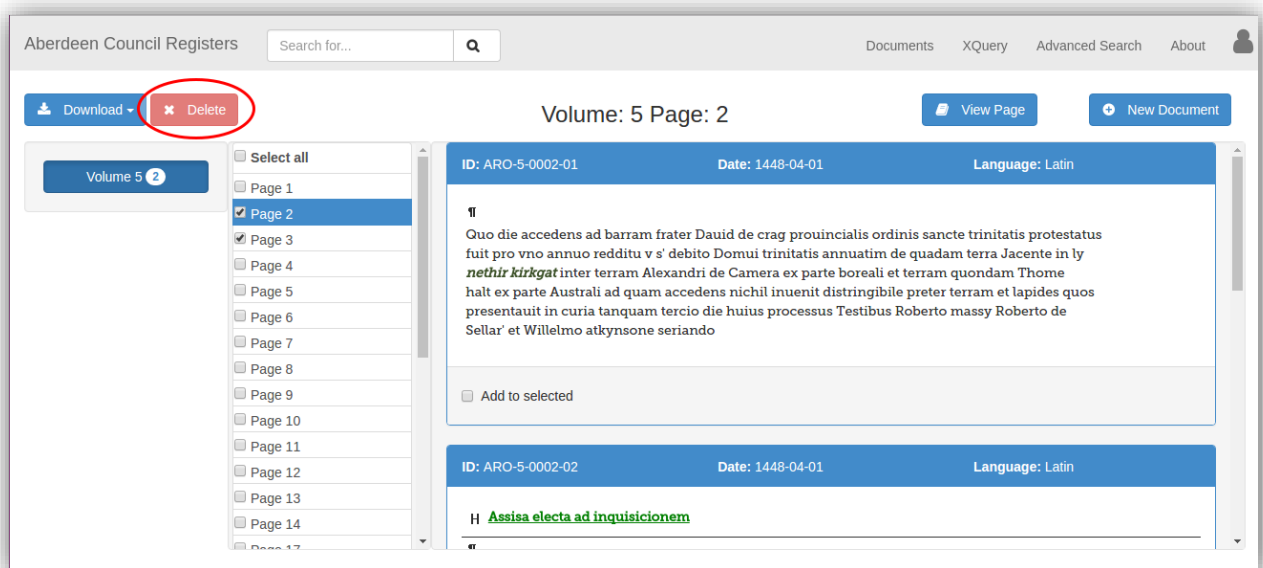 Aberdeen Council Registers
Search for...
Documents XQuery Advanced Search About
Download
Delete
Volume: 5 Page: 2
View Page
New Document
Volume 5 2
Select all
Page 1
Page 2
Page 3
Page 4
Page 5
Page 6
Page 7
Page 8
Page 9
Page 10
Page 11
Page 12
Page 13
Page 14
Page 17
ID: ARO-5-0002-01 Date: 1448-04-01 Language: Latin
¶
Quo die accedens ad barram frater Dauid de crag prouincialis ordinis sancte trinitatis protestatus
fuit pro vno annuo redditu v s' debito Domui trinitatis annuatim de quadam terra Jacente in ly
nethir kirkgat inter terram Alexandri de Camera ex parte boreali et terram quondam Thome
halt ex parte Australi ad quam accedens nichil inuenit distringibile preter terram et lapides quos
presentauit in curia tanquam tercio die huius processus Testibus Roberto massy Roberto de
Sellar' et Willelmo atkynsone seriando
Add to selected
ID: ARO-5-0002-02 Date: 1448-04-01 Language: Latin
H Assisa electa ad inquisicionem
¶